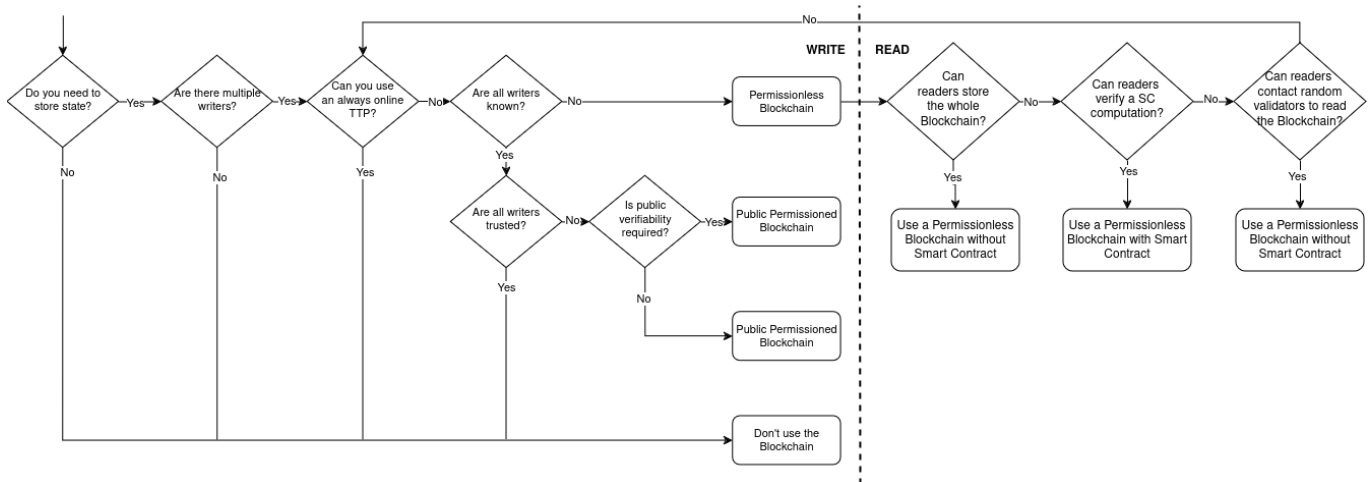 No
WRITE
READ
Do you need to
store state?
Yes
Are there multiple
writers?
Yes
Can you use
an always online
TTP?
No
Are all writers
known?
No
Permissionless
Blockchain
Can
readers store
the whole
Blockchain?
No
Can readers
verify a SC
computation?
No
Can readers
contact random
validators to read
the Blockchain?
No
No
Yes
Yes
Yes
Yes
Yes
Are all writers
trusted?
No
Is public
verifiability
required?
Yes
Public Permissioned
Blockchain
Use a Permissionless
Blockchain without
Smart Contract
Use a Permissionless
Blockchain with Smart
Contract
Use a Permissionless
Blockchain without
Smart Contract
Yes
No
Public Permissioned
Blockchain
Don't use the
Blockchain